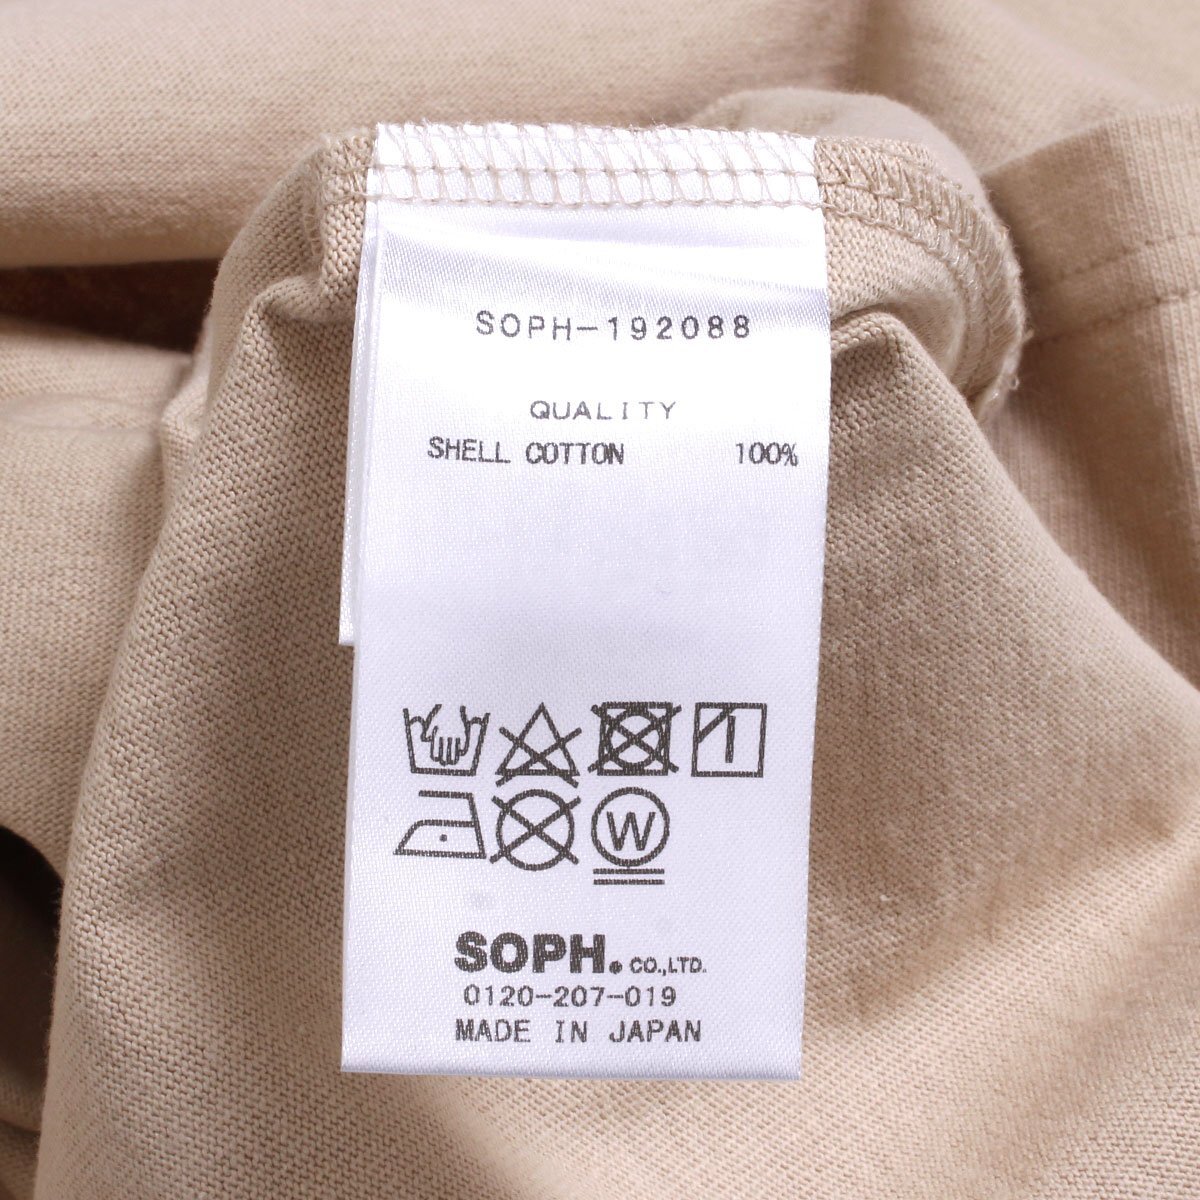 SOPH-192088
QUALITY
SHELL COTTON 100%
W
SOPH. CO.,LTD.
0120-207-019
MADE IN JAPAN